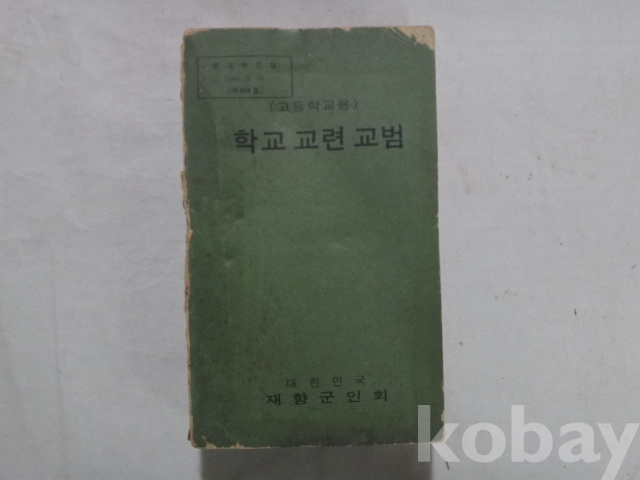 (고등학교용)
학교 교련 교범
대한민국
재향군인회
kobay